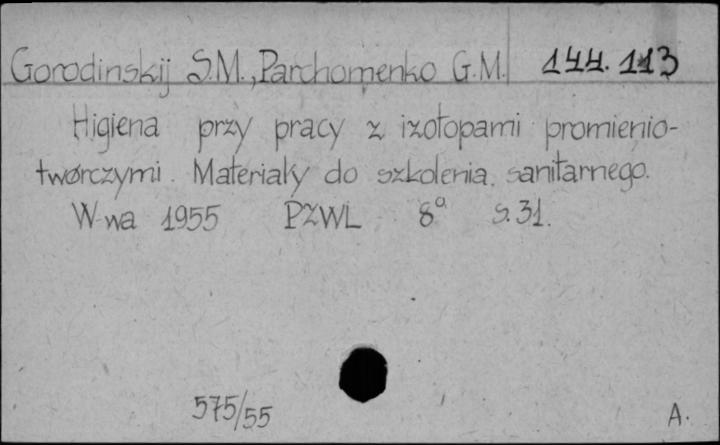 Gorodinskij S.M., Parchomenko G.M. 144.113
Higiena przy pracy z izotopami promienio-
twórczymi. Materiały do szkolenia sanitarnego.
W-wa 1955 PZWL 8° S.31.
575/55 A.